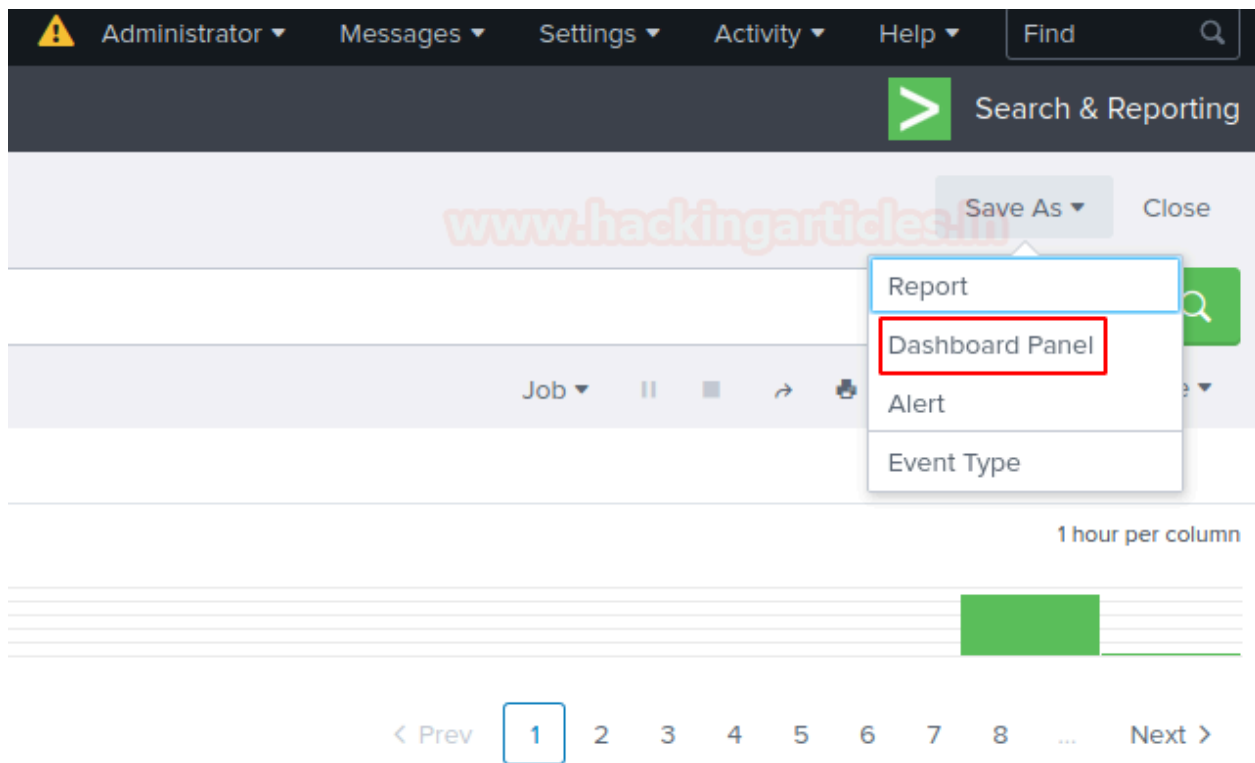 Administrator Messages Settings Activity Help Find
Search & Reporting
www.hackingarticles.in
Save As Close
Report
Dashboard Panel
Job
Alert
Event Type
1 hour per column
< Prev 1 2 3 4 5 6 7 8 ... Next >